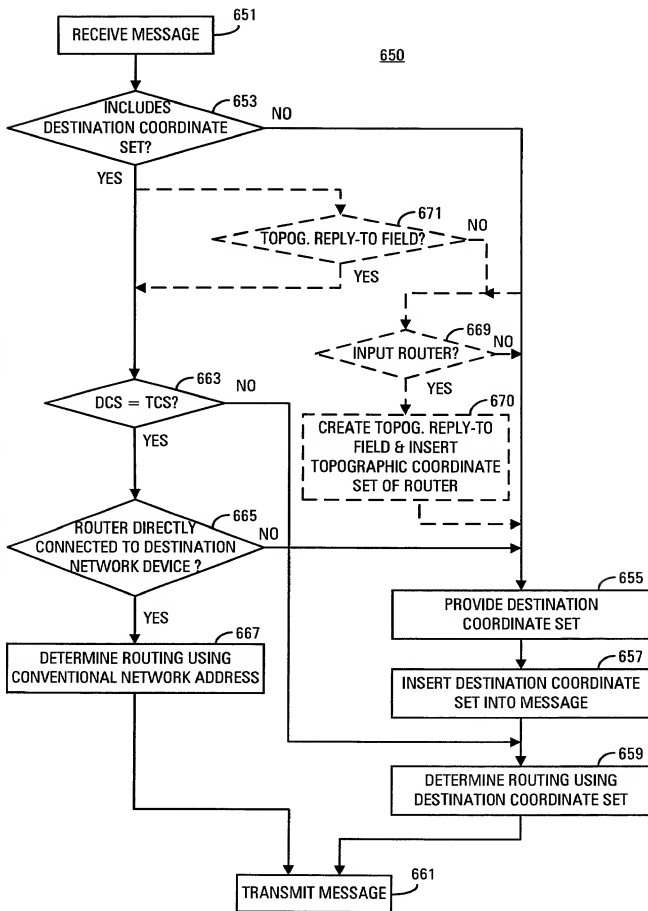 651
RECEIVE MESSAGE
650
653
INCLUDES
DESTINATION COORDINATE
SET?
NO
YES
671
TOPOG. REPLY-TO FIELD?
NO
YES
669
INPUT ROUTER?
NO
YES
663
DCS = TCS?
NO
YES
670
CREATE TOPOG. REPLY-TO
FIELD & INSERT
TOPOGRAPHIC COORDINATE
SET OF ROUTER
665
ROUTER DIRECTLY
CONNECTED TO DESTINATION
NETWORK DEVICE ?
NO
YES
655
PROVIDE DESTINATION
COORDINATE SET
667
DETERMINE ROUTING USING
CONVENTIONAL NETWORK ADDRESS
657
INSERT DESTINATION COORDINATE
SET INTO MESSAGE
659
DETERMINE ROUTING USING
DESTINATION COORDINATE SET
661
TRANSMIT MESSAGE